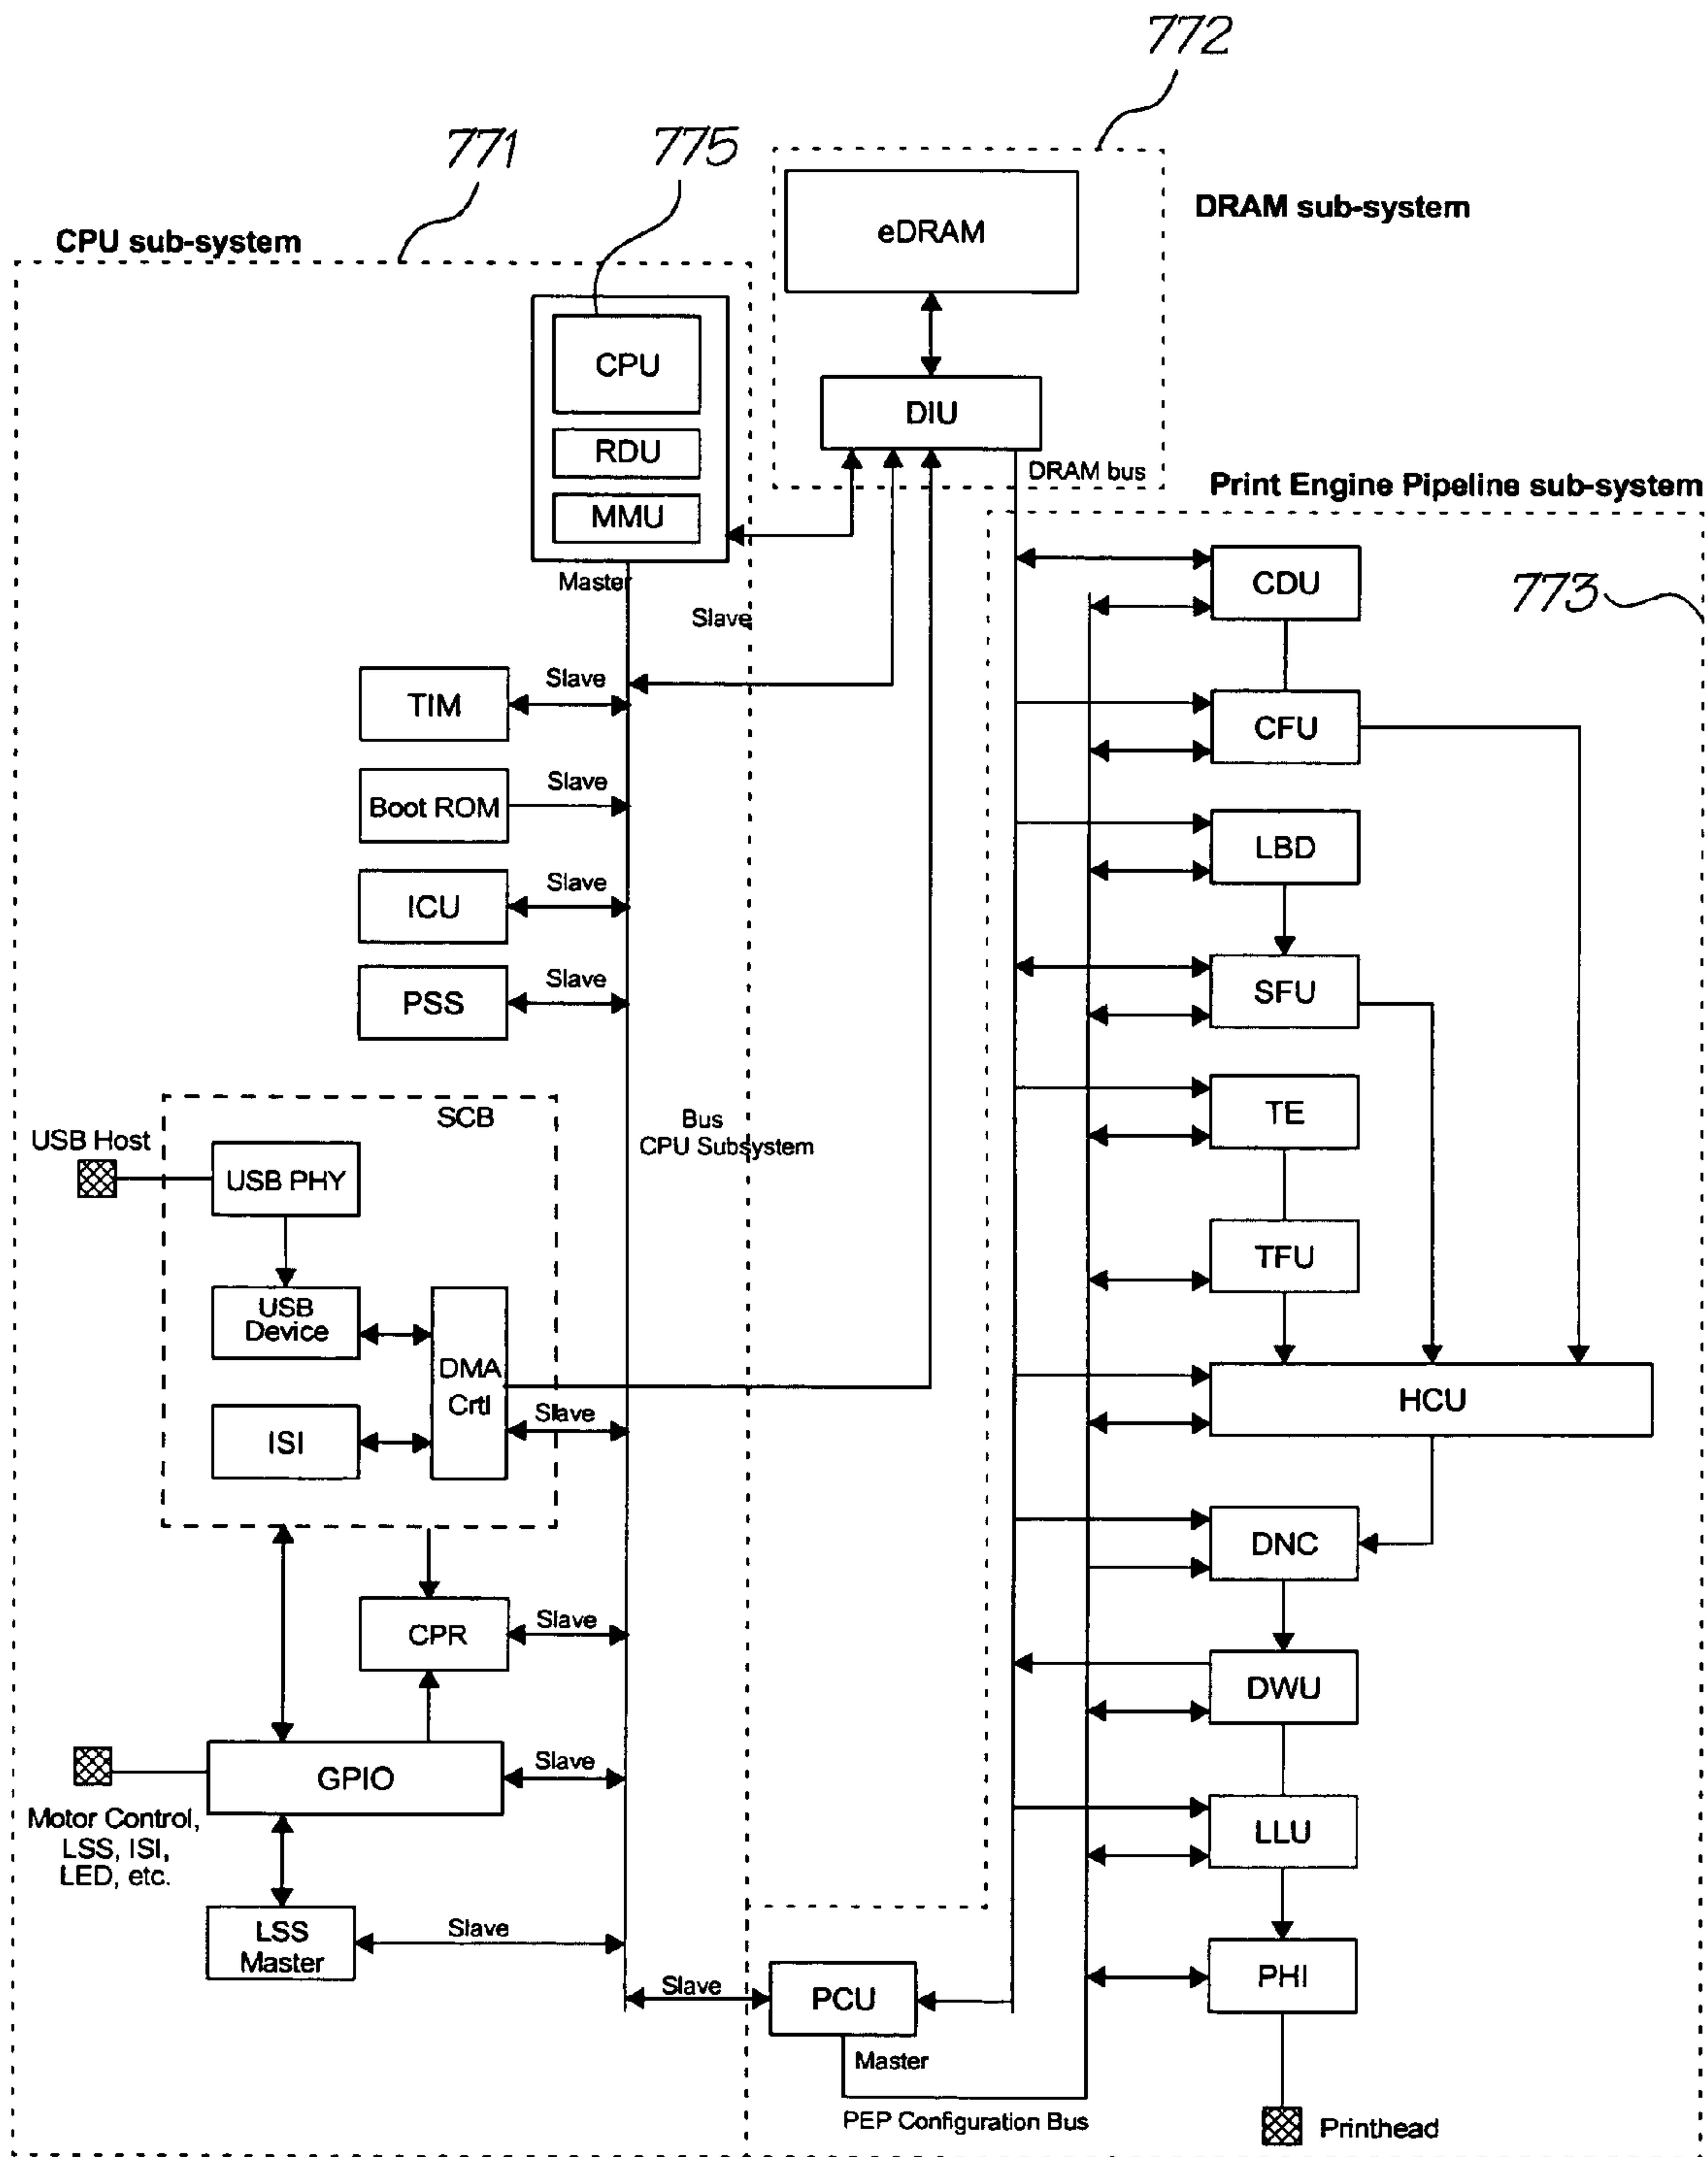 772
771
775
CPU sub-system
DRAM sub-system
eDRAM
CPU
DIU
RDU
MMU
DRAM bus
Print Engine Pipeline sub-system
Master
Slave
CDU
773
TIM
Slave
CFU
Boot ROM
Slave
LBD
ICU
Slave
PSS
Slave
SFU
SCB
Bus
CPU Subsystem
TE
USB Host
USB PHY
TFU
USB
Device
DMA
Crtl
HCU
ISI
Slave
DNC
CPR
Slave
DWU
GPIO
Slave
Motor Control,
LSS, ISI,
LED, etc.
LLU
LSS
Master
Slave
PHI
Slave
PCU
Master
PEP Configuration Bus
Printhead